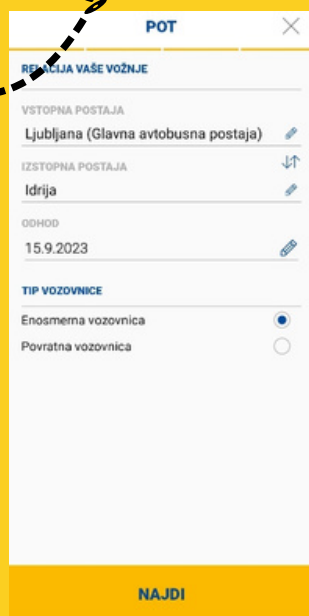 POT
RELACIJA VAŠE VOŽNJE
VSTOPNA POSTAJA
Ljubljana (Glavna avtobusna postaja)
IZSTOPNA POSTAJA
Idrija
ODHOD
15.9.2023
TIP VOZOVNICE
Enosmerna vozovnica
Povratna vozovnica
NAJDI